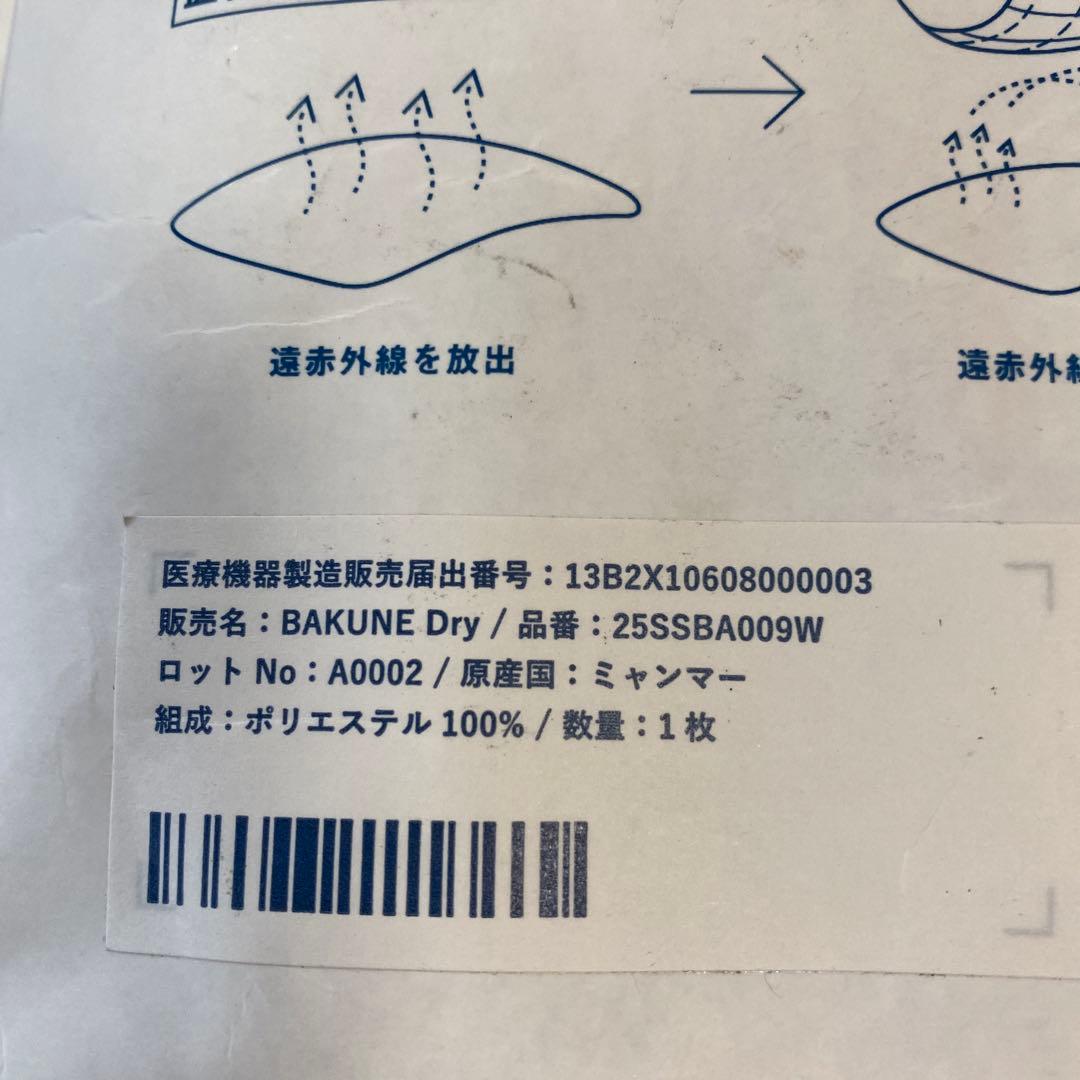 遠赤外線を放出
遠赤外
医療機器製造販売届出番号：13B2X10608000003
販売名：BAKUNE Dry / 品番：25SSBA009W
ロット No：A0002 / 原産国：ミャンマー
組成：ポリエステル 100% / 数量：1 枚